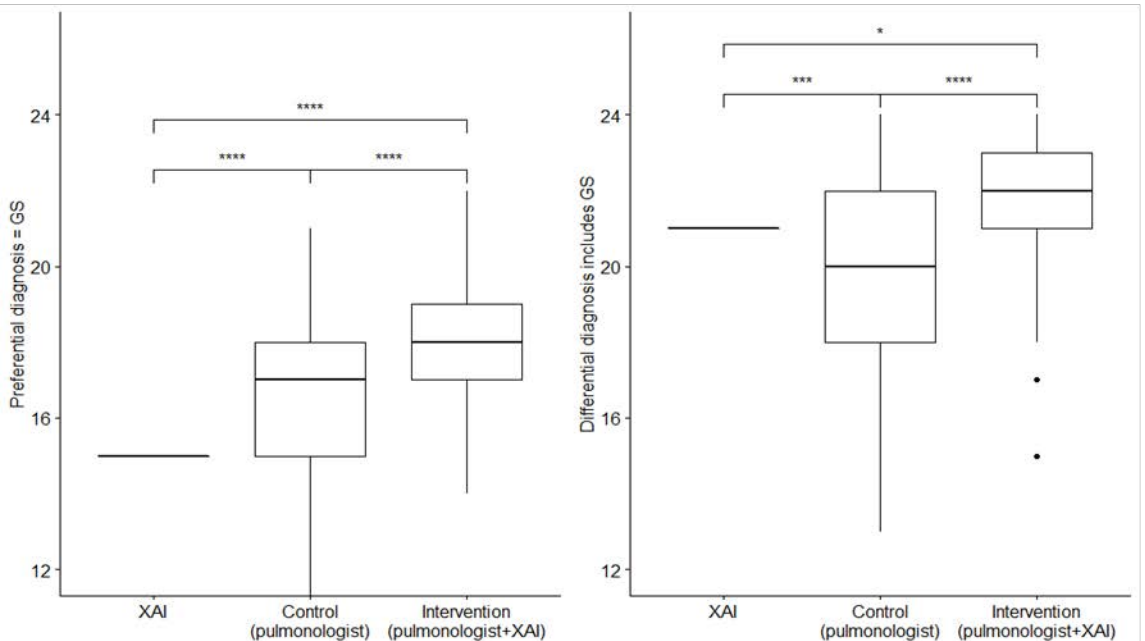 Preferential diagnosis = GS
24
20
16
12
****
****
****
XAI
Control
(pulmonologist)
Intervention
(pulmonologist+XAI)
Differential diagnosis includes GS
24
20
16
12
*
***
****
XAI
Control
(pulmonologist)
Intervention
(pulmonologist+XAI)